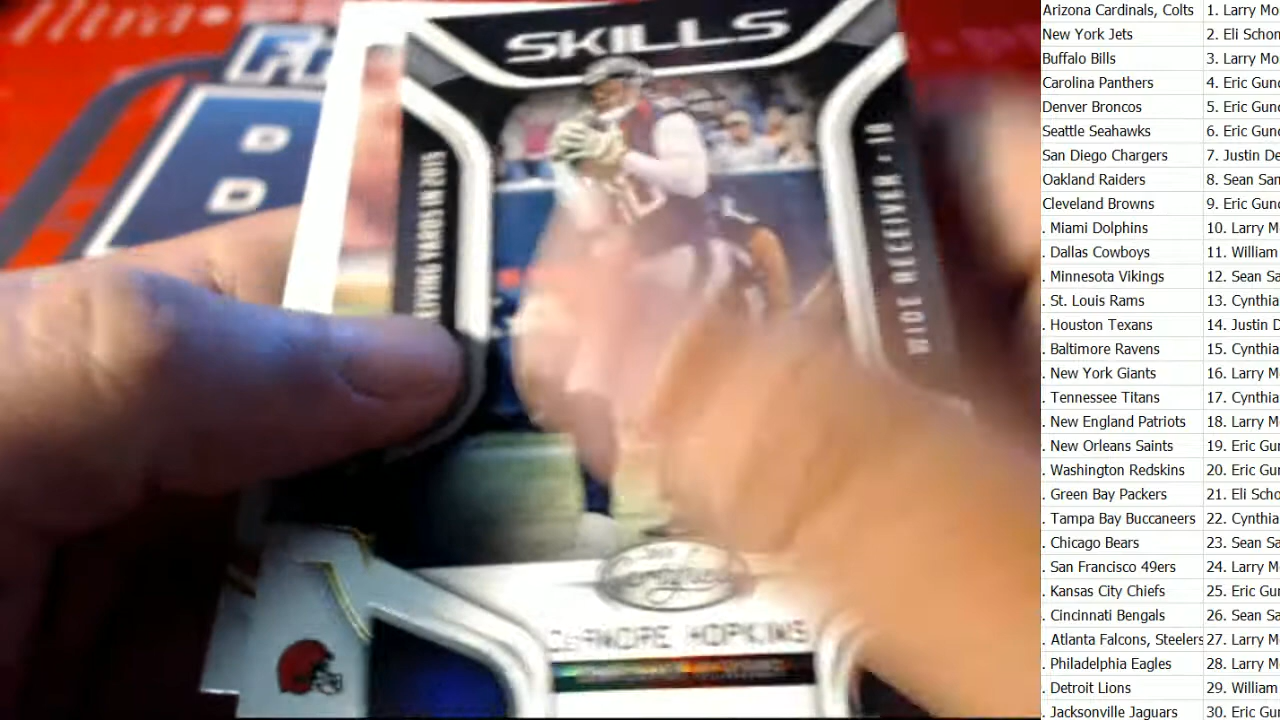 SKILLS
WIDE RECEIVER • 10
YARDS IN 2015
10
DeANDRE HOPKINS
Arizona Cardinals, Colts 1. Larry Mo
New York Jets 2. Eli Schon
Buffalo Bills 3. Larry Mo
Carolina Panthers 4. Eric Gun
Denver Broncos 5. Eric Gun
Seattle Seahawks 6. Eric Gun
San Diego Chargers 7. Justin De
Oakland Raiders 8. Sean San
Cleveland Browns 9. Eric Gun
. Miami Dolphins 10. Larry M
. Dallas Cowboys 11. William
. Minnesota Vikings 12. Sean Sa
. St. Louis Rams 13. Cynthia
. Houston Texans 14. Justin D
. Baltimore Ravens 15. Cynthia
. New York Giants 16. Larry M
. Tennessee Titans 17. Cynthia
. New England Patriots 18. Larry M
. New Orleans Saints 19. Eric Gu
. Washington Redskins 20. Eric Gu
. Green Bay Packers 21. Eli Scho
. Tampa Bay Buccaneers 22. Cynthia
. Chicago Bears 23. Sean Sa
. San Francisco 49ers 24. Larry M
. Kansas City Chiefs 25. Eric Gur
. Cincinnati Bengals 26. Sean Sa
. Atlanta Falcons, Steelers 27. Larry M
. Philadelphia Eagles 28. Larry M
. Detroit Lions 29. William
. Jacksonville Jaguars 30. Eric Gur